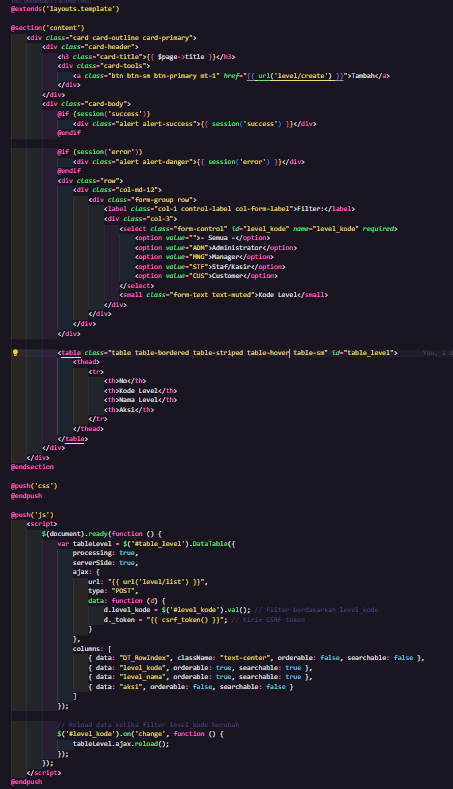 @extends('layouts.template')
@section('content')
<div class="card card-outline card-primary">
<div class="card-header">
<h3 class="card-title">{{ $page->title }}</h3>
<div class="card-tools">
<a class="btn btn-sm btn-primary mt-1" href="{{ url('level/create') }}">Tambah</a>
</div>
</div>
<div class="card-body">
@if (session('success'))
<div class="alert alert-success">{{ session('success') }}</div>
@endif
@if (session('error'))
<div class="alert alert-danger">{{ session('error') }}</div>
@endif
<div class="row">
<div class="col-md-12">
<div class="form-group row">
<label class="col-1 control-label col-form-label">Filter:</label>
<div class="col-3">
<select class="form-control" id="level_kode" name="level_kode" required>
<option value="">- Semua -</option>
<option value="ADM">Administrator</option>
<option value="MNG">Manager</option>
<option value="STF">Staf/Kasir</option>
<option value="CUS">Customer</option>
</select>
<small class="form-text text-muted">Kode Level</small>
</div>
</div>
</div>
</div>
<table class="table table-bordered table-striped table-hover table-sm" id="table_level"> You, 1 d
<thead>
<tr>
<th>No</th>
<th>Kode Level</th>
<th>Nama Level</th>
<th>Aksi</th>
</tr>
</thead>
</table>
</div>
</div>
@endsection
@push('css')
@endpush
@push('js')
<script>
$(document).ready(function () {
var tableLevel = $('#table_level').DataTable({
processing: true,
serverSide: true,
ajax: {
url: "{{ url('level/list') }}",
type: "POST",
data: function (d) {
d.level_kode = $('#level_kode').val(); // Filter berdasarkan level_kode
d._token = "{{ csrf_token() }}"; // Kirim CSRF token
}
},
columns: [
{ data: "DT_RowIndex", className: "text-center", orderable: false, searchable: false },
{ data: "level_kode", orderable: true, searchable: true },
{ data: "level_nama", orderable: true, searchable: true },
{ data: "aksi", orderable: false, searchable: false }
]
});
// Reload data ketika filter level_kode berubah
$('#level_kode').on('change', function () {
tableLevel.ajax.reload();
});
});
</script>
@endpush